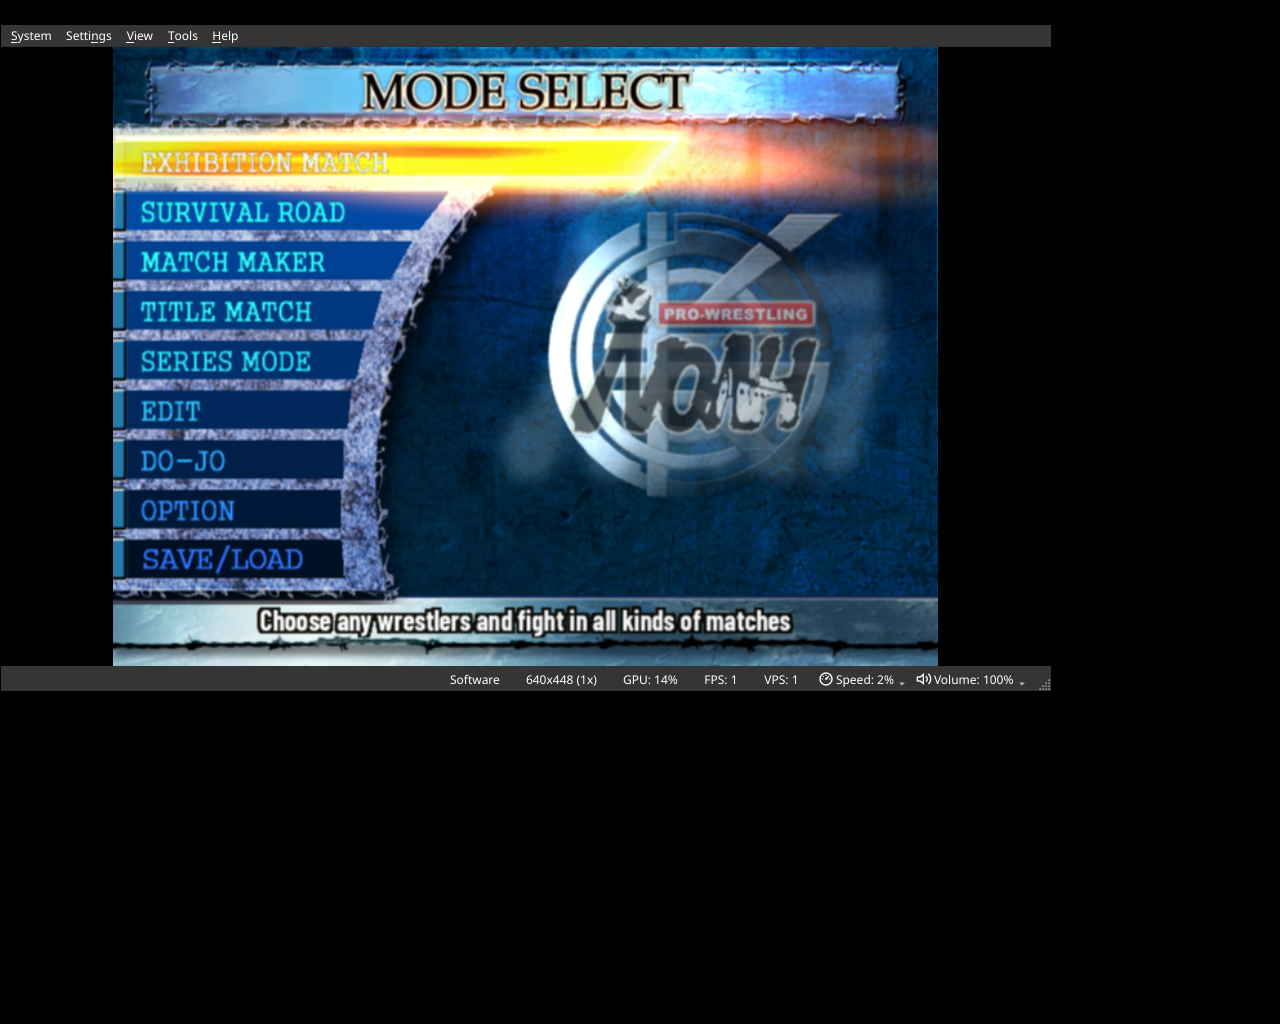 System Settings View Tools Help
MODE SELECT
EXHIBITION MATCH
SURVIVAL ROAD
MATCH MAKER
TITLE MATCH
SERIES MODE
EDIT
DO-JO
OPTION
SAVE/LOAD
PRO-WRESTLING
NOAH
Choose any wrestlers and fight in all kinds of matches
Software 640x448 (1x) GPU: 14% FPS: 1 VPS: 1 Speed: 2% Volume: 100%